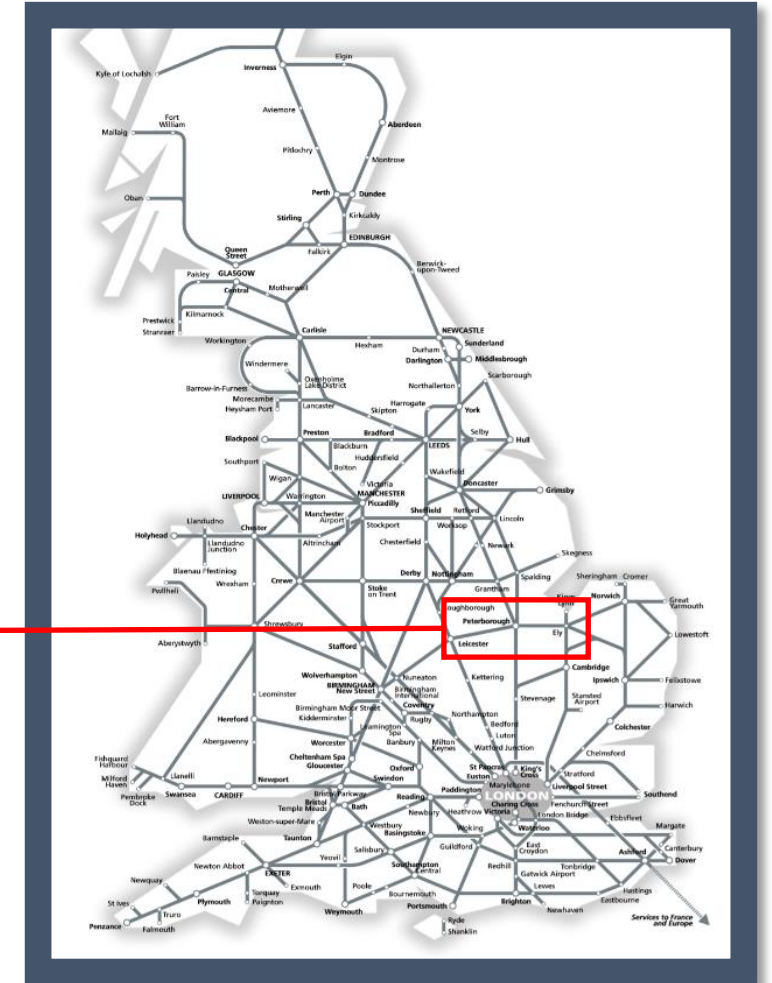 Kyle of Lochalsh
Inverness
Elgin
Aviemore
Fort
William
Mallaig
Aberdeen
Pitlochry
Montrose
Perth
Dundee
Oban
Stirling
Kirkcaldy
EDINBURGH
Falkirk
Queen
Street
GLASGOW
Central
Paisley
Motherwell
Berwick-
upon-Tweed
Prestwick
Stranraer
Kilmarnock
Carlisle
Hexham
NEWCASTLE
Sunderland
Workington
Durham
Darlington
Middlesbrough
Windermere
Scarborough
Oxenholme
Lake District
Northallerton
Barrow-in-Furness
Morecambe
Heysham Port
Lancaster
Harrogate
York
Skipton
Blackpool
Preston
Bradford
Selby
Hull
Blackburn
LEEDS
Huddersfield
Southport
Bolton
Wakefield
Wigan
Victoria
Doncaster
MANCHESTER
Piccadilly
Grimsby
LIVERPOOL
Warrington
Manchester
Airport
Sheffield
Retford
Stockport
Worksop
Lincoln
Llandudno
Chester
Holyhead
Llandudno
Junction
Altrincham
Chesterfield
Newark
Skegness
Blaenau Ffestiniog
Wrexham
Crewe
Derby
Nottingham
Spalding
Sheringham
Cromer
Pwllheli
Stoke
on Trent
Grantham
Kings
Lynn
Norwich
Great
Yarmouth
oughborough
Peterborough
Shrewsbury
Ely
Lowestoft
Aberystwyth
Stafford
Leicester
Cambridge
Wolverhampton
Nuneaton
Kettering
Ipswich
Felixstowe
BIRMINGHAM
New Street
Birmingham
International
Stansted
Airport
Leominster
Stevenage
Birmingham Moor Street
Coventry
Harwich
Kidderminster
Rugby
Northampton
Hereford
Leamington
Spa
Bedford
Colchester
Abergavenny
Worcester
Banbury
Milton
Keynes
Luton
Watford Junction
Chelmsford
Cheltenham Spa
Gloucester
Fishguard
Harbour
Oxford
St Pancras
Euston
King's
Cross
Stratford
Milford
Haven
Llanelli
Newport
Swindon
Marylebone
Liverpool Street
Pembroke
Dock
Swansea
CARDIFF
Bristol Parkway
Paddington
LONDON
Southend
Bristol
Temple Meads
Bath
Reading
Charing Cross
Fenchurch Street
Newbury
Heathrow
Victoria
London Bridge
Ebbsfleet
Weston-super-Mare
Westbury
Waterloo
Margate
Barnstaple
Taunton
Basingstoke
Woking
Yeovil
Salisbury
Guildford
East
Croydon
Canterbury
Newton Abbot
Southampton
Central
Redhill
Tonbridge
Ashford
Dover
EXETER
Gatwick Airport
Newquay
Exmouth
Poole
Lewes
Hastings
Torquay
Paignton
Bournemouth
Eastbourne
St Ives
Plymouth
Weymouth
Portsmouth
Brighton
Newhaven
Truro
Penzance
Falmouth
Ryde
Shanklin
Services to France
and Europe